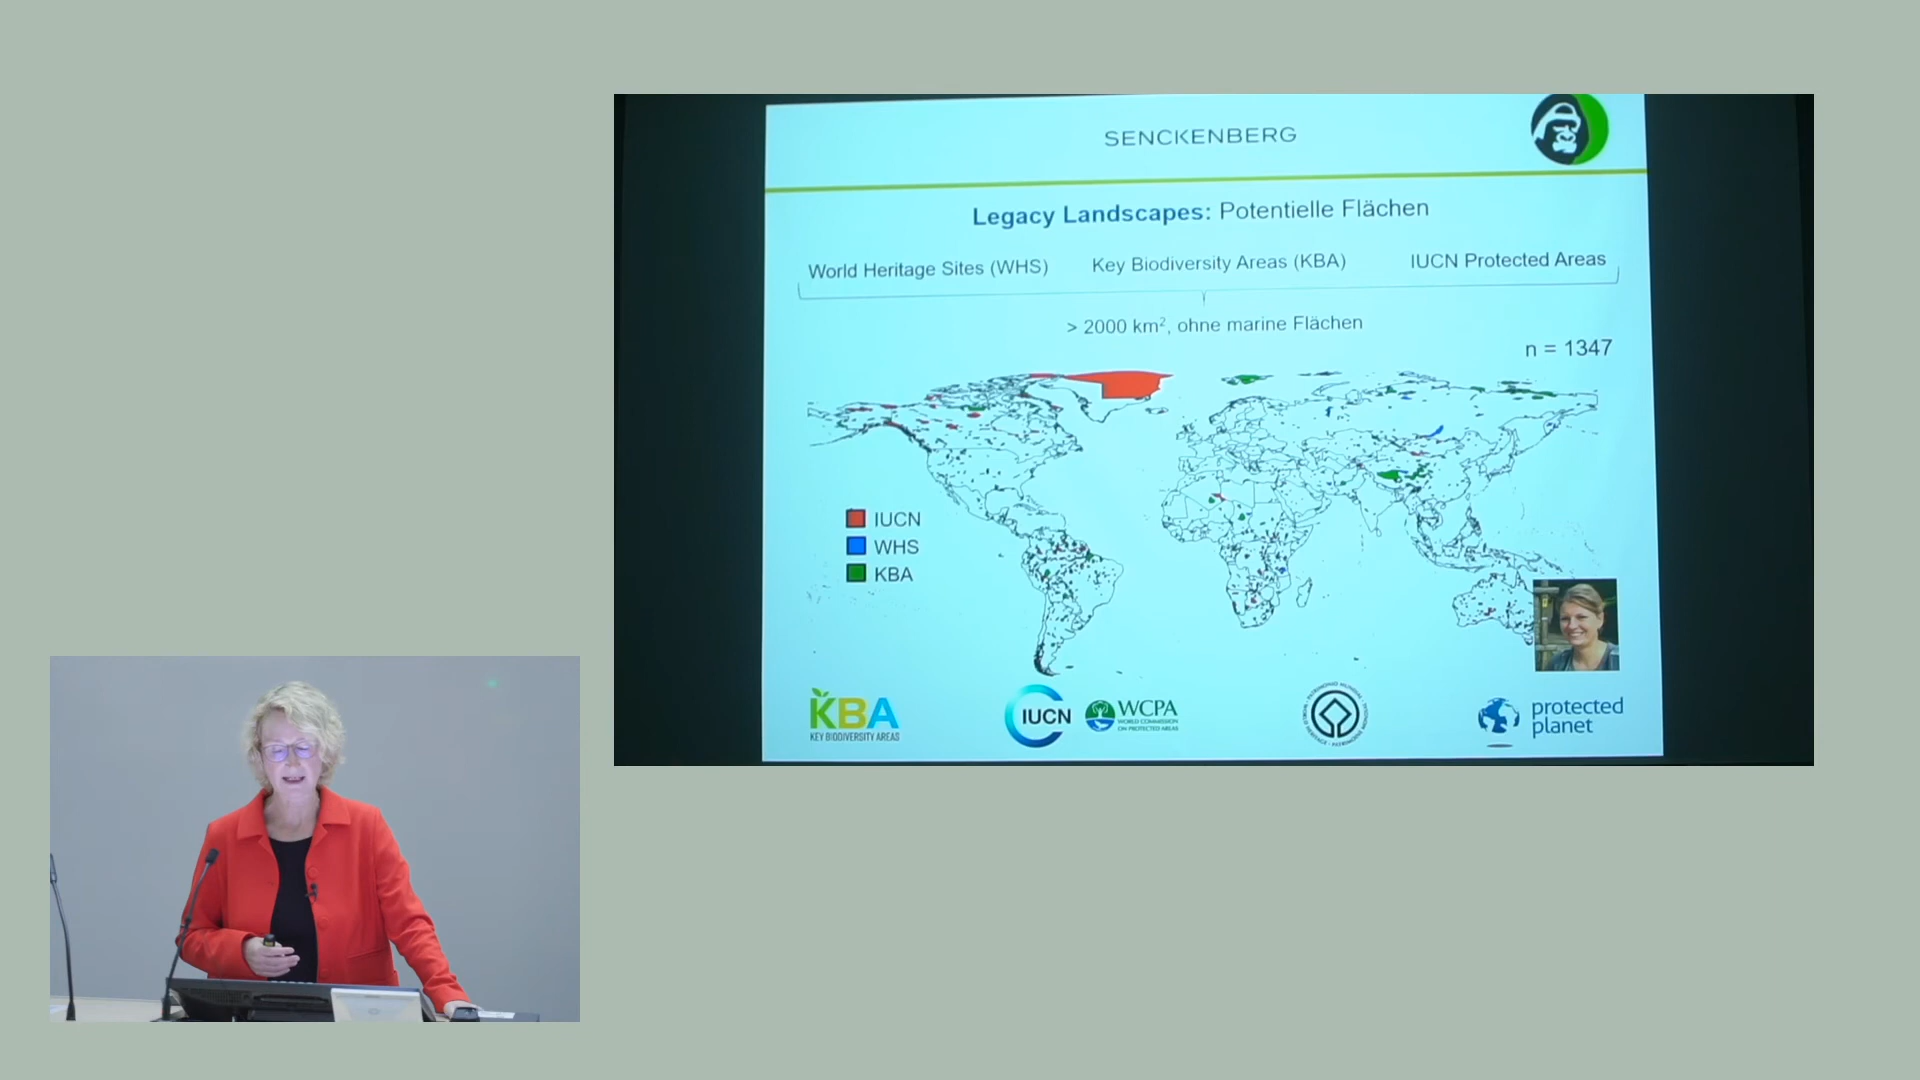 SENCKENBERG
Legacy Landscapes: Potentielle Flächen
World Heritage Sites (WHS) Key Biodiversity Areas (KBA) IUCN Protected Areas
> 2000 km², ohne marine Flächen
n = 1347
IUCN
WHS
KBA
KBA
KEY BIODIVERSITY AREAS
IUCN
WCPA
WORLD COMMISSION
ON PROTECTED AREAS
protected
planet